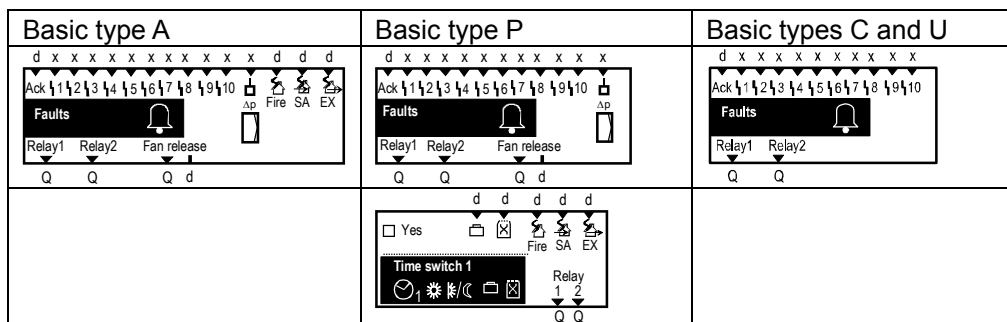 Basic type A
Basic type P
Basic types C and U
d x x x x x x x x x x x d d d
Ack 1 2 3 4 5 6 7 8 9 10
Δp Fire SA EX
Faults
Relay1 Relay2 Fan release
Q Q Q d
d x x x x x x x x x x x
Ack 1 2 3 4 5 6 7 8 9 10
Δp
Faults
Relay1 Relay2 Fan release
Q Q Q d
d x x x x x x x x x x
Ack 1 2 3 4 5 6 7 8 9 10
Faults
Relay1 Relay2
Q Q
d d d d d
Yes
Fire SA EX
Time switch 1
1 /
Relay
1 2
Q Q